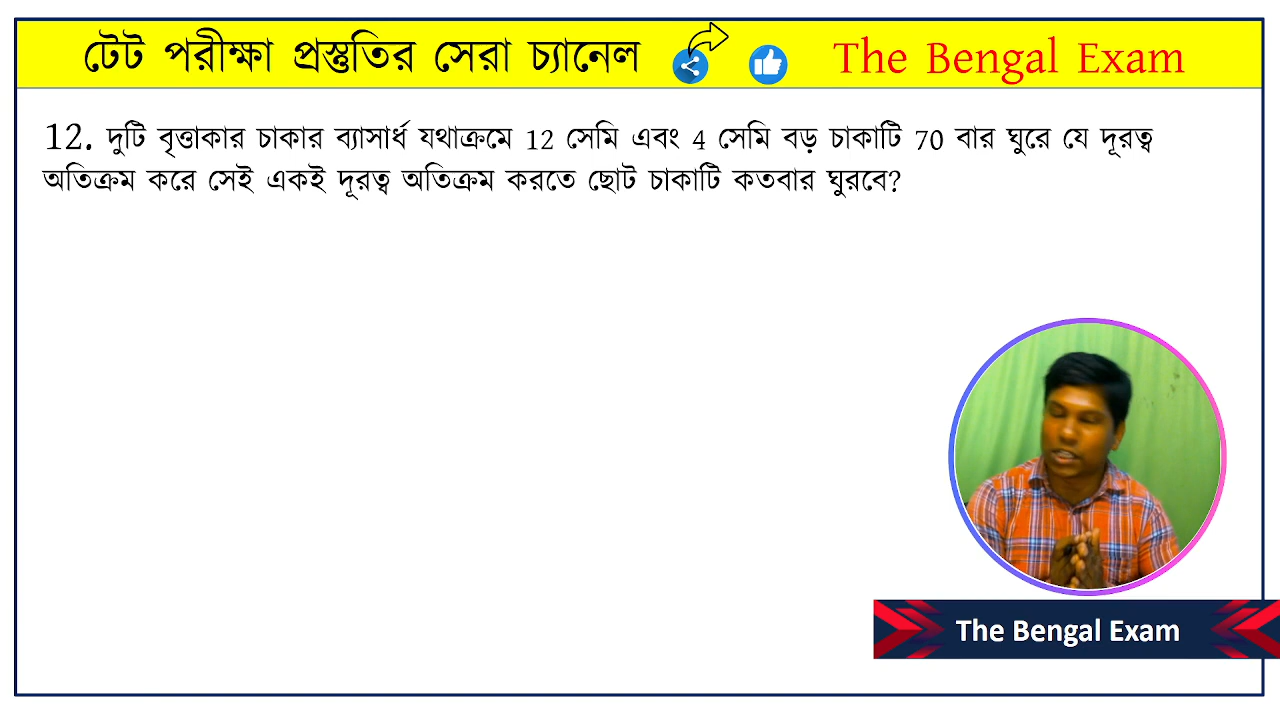 টেট পরীক্ষা প্রস্তুতির সেরা চ্যানেল The Bengal Exam
12. দুটি বৃত্তাকার চাকার ব্যাসার্ধ যথাক্রমে 12 সেমি এবং 4 সেমি বড় চাকাটি 70 বার ঘুরে যে দূরত্ব
অতিক্রম করে সেই একই দূরত্ব অতিক্রম করতে ছোট চাকাটি কতবার ঘুরবে?
The Bengal Exam